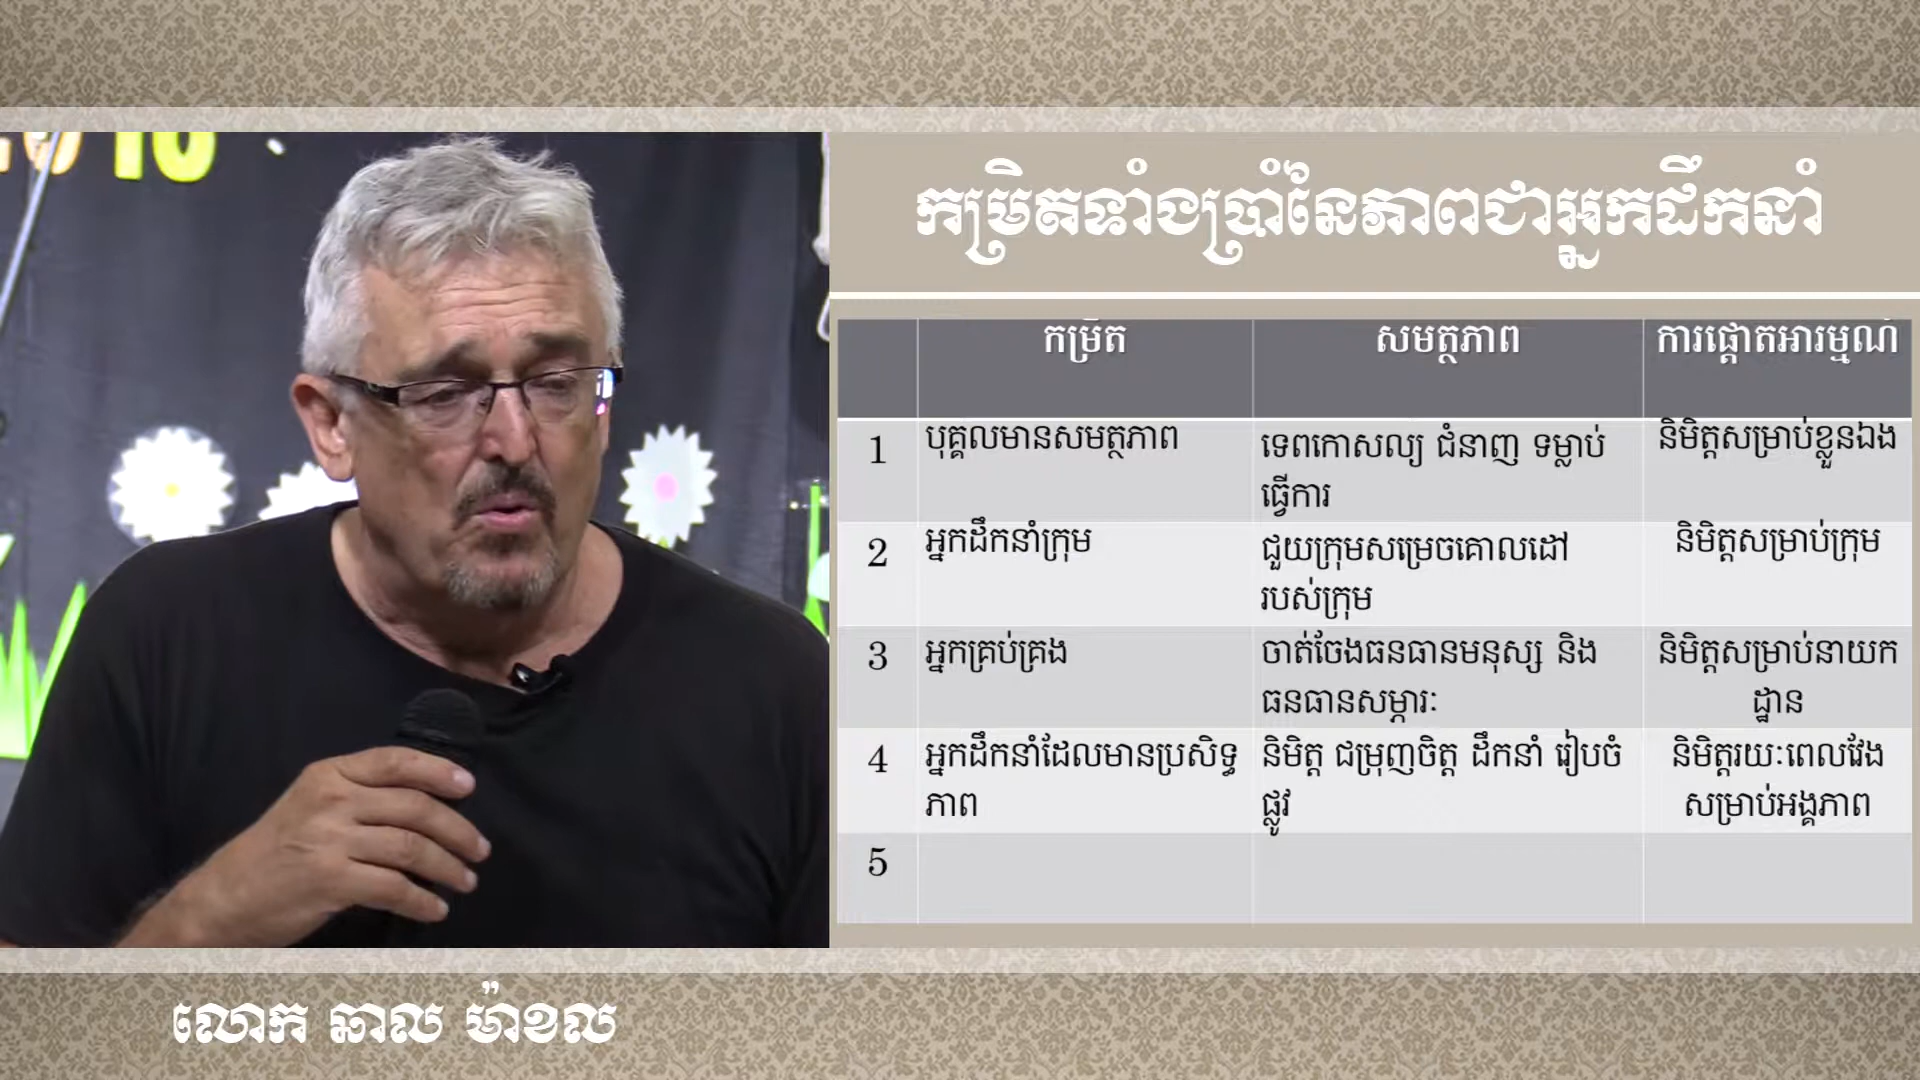 កម្រិតទាំងប្រាំនៃភាពជាអ្នកដឹកនាំ
កម្រិត សមត្ថភាព ការផ្តោតអារម្មណ៍
1 បុគ្គលមានសមត្ថភាព ទេពកោសល្យ ជំនាញ ទម្លាប់ និមិត្តសម្រាប់ខ្លួនឯង
ធ្វើការ
2 អ្នកដឹកនាំក្រុម ជួយក្រុមសម្រេចគោលដៅ និមិត្តសម្រាប់ក្រុម
របស់ក្រុម
3 អ្នកគ្រប់គ្រង ចាត់ចែងធនធានមនុស្ស និង និមិត្តសម្រាប់នាយក
ធនធានសម្ភារៈ ដ្ឋាន
4 អ្នកដឹកនាំដែលមានប្រសិទ្ធ និមិត្ត ជម្រុញចិត្ត ដឹកនាំ រៀបចំ និមិត្តរយៈពេលវែង
ភាព ផ្លូវ សម្រាប់អង្គភាព
5
លោក ឆាល ម៉ាខល